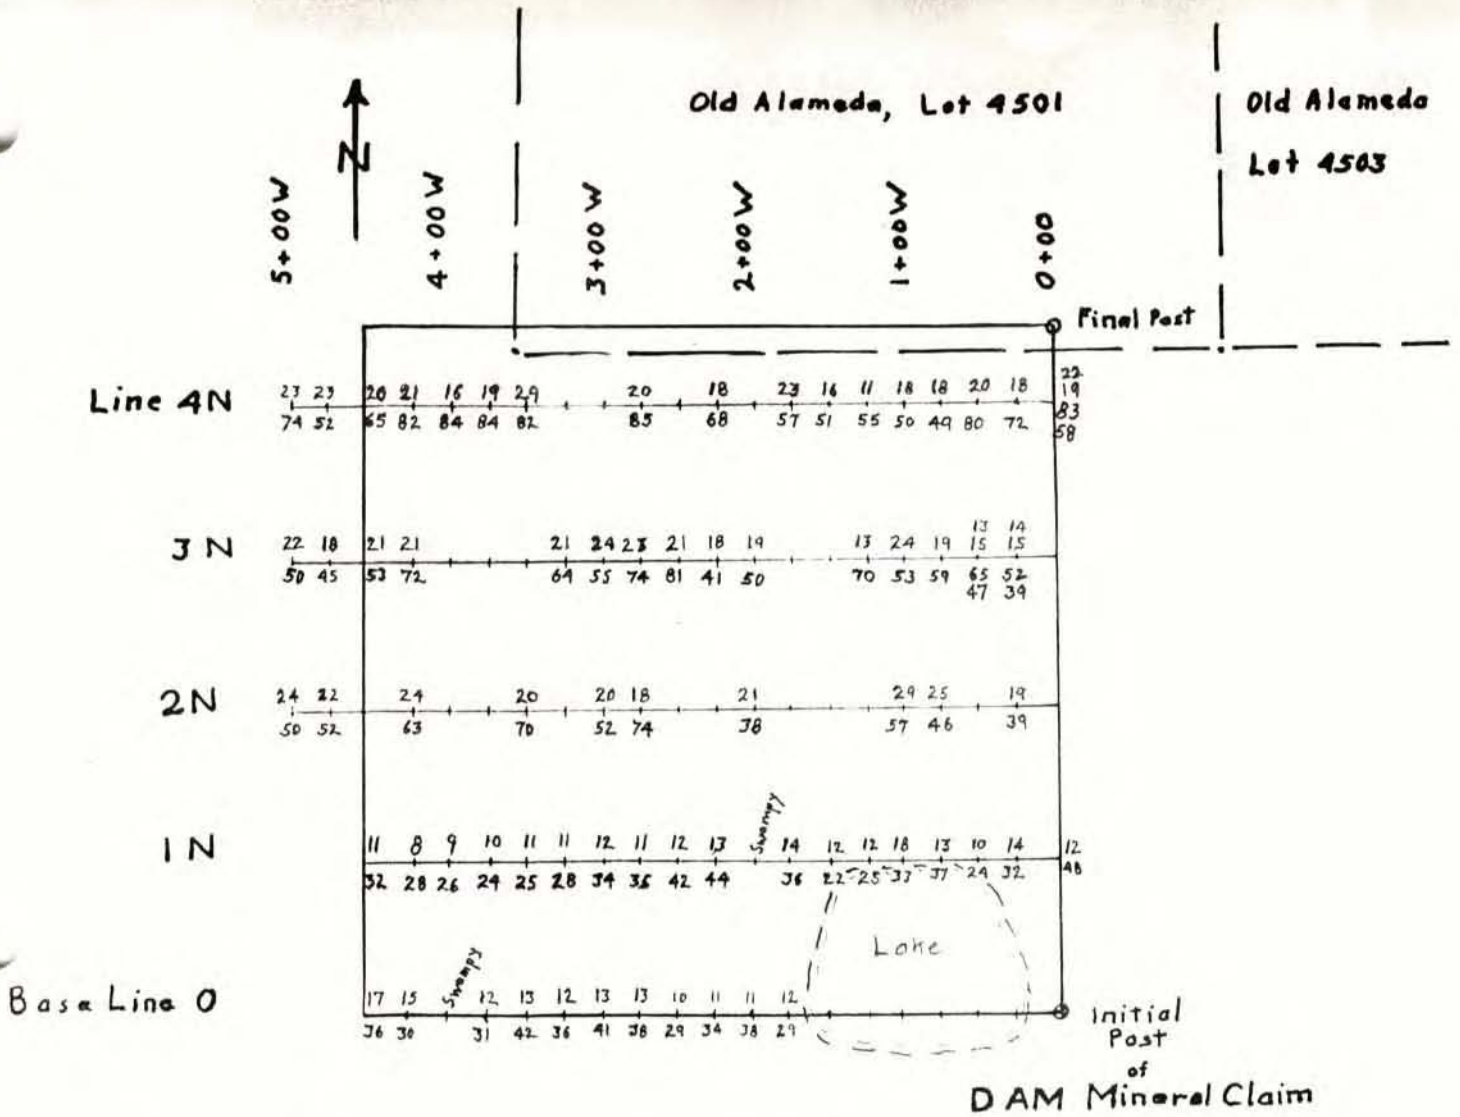 Old Alameda, Lot 4501
Old Alameda
Lot 4503
N
5+00W
4+00W
3+00W
2+00W
1+00W
0+00
Final Post
22
Line 4N 23 23 20 21 16 19 29 20 18 23 16 11 18 18 20 18 19
74 52 65 82 84 84 82 85 68 57 51 55 50 49 80 72 83
58
13 14
3N 22 18 21 21 21 24 23 21 18 19 13 24 19 15 15
50 45 53 72 64 55 74 81 41 50 70 53 59 65 52
47 39
2N 24 22 24 20 20 18 21 29 25 19
50 52 63 70 52 74 38 57 46 39
Swampy
1N 11 8 9 10 11 11 12 11 12 13 14 12 12 18 13 10 14 12
32 28 26 24 25 28 34 35 42 44 36 22 25 33 37 24 32 48
Lake
Swampy
Base Line 0 17 15 12 13 12 13 13 10 11 11 12
36 30 31 42 36 41 38 29 34 38 29
Initial
Post
of
DAM Mineral Claim